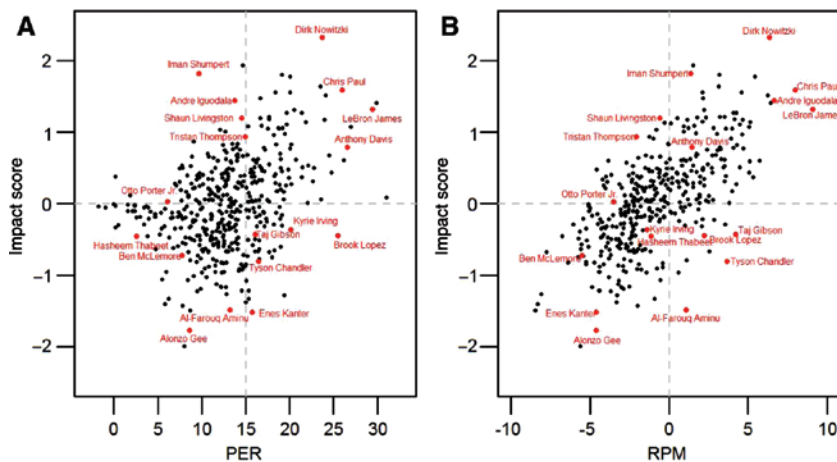 A
Dirk Nowitzki
Iman Shumpert
Chris Paul
Andre Iguodala
LeBron James
Shaun Livingston
Tristan Thompson
Anthony Davis
Otto Porter Jr.
Kyrie Irving
Taj Gibson
Hasheem Thabeet
Brook Lopez
Ben McLemore
Tyson Chandler
Al-Farouq Aminu
Enes Kanter
Alonzo Gee
Impact score
2
1
0
−1
−2
0 5 10 15 20 25 30
PER
B
Dirk Nowitzki
Iman Shumpert
Chris Paul
Andre Iguodala
LeBron James
Shaun Livingston
Tristan Thompson
Anthony Davis
Otto Porter Jr.
Kyrie Irving
Taj Gibson
Hasheem Thabeet
Brook Lopez
Ben McLemore
Tyson Chandler
Enes Kanter
Al-Farouq Aminu
Alonzo Gee
Impact score
2
1
0
−1
−2
-10 -5 0 5 10
RPM